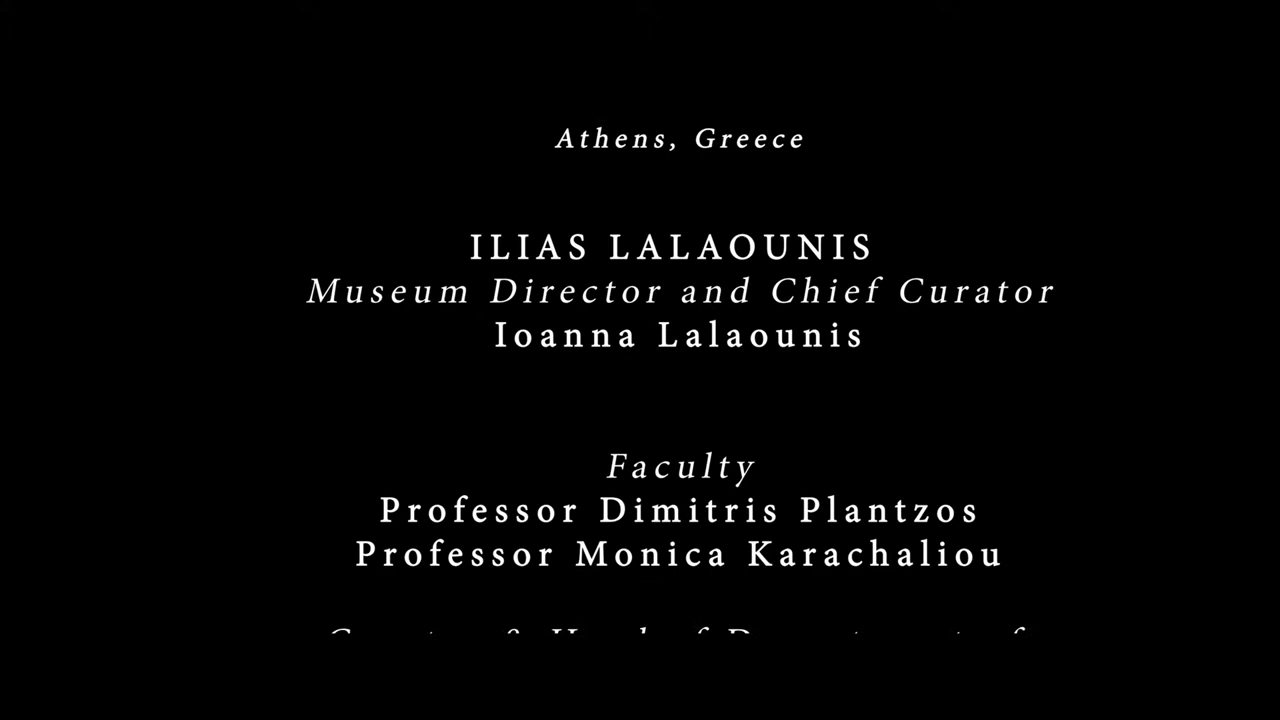 Athens, Greece
ILIAS LALAOUNIS
Museum Director and Chief Curator
Ioanna Lalaounis
Faculty
Professor Dimitris Plantzos
Professor Monica Karachaliou